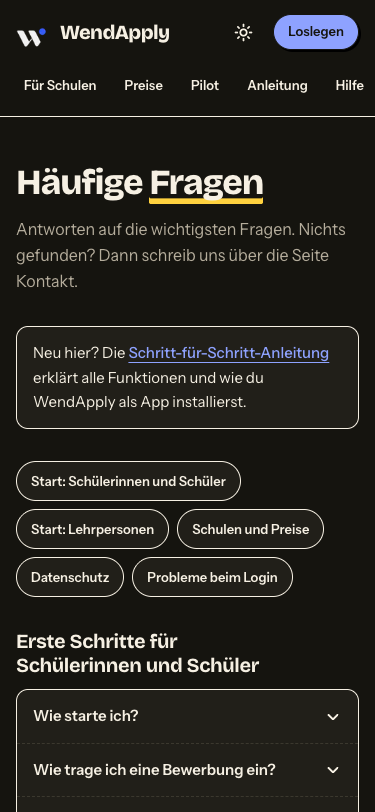 WendApply
Loslegen
Für Schulen
Preise
Pilot
Anleitung
Hilfe
Häufige Fragen
Antworten auf die wichtigsten Fragen. Nichts
gefunden? Dann schreib uns über die Seite
Kontakt.
Neu hier? Die Schritt-für-Schritt-Anleitung
erklärt alle Funktionen und wie du
WendApply als App installierst.
Start: Schülerinnen und Schüler
Start: Lehrpersonen
Schulen und Preise
Datenschutz
Probleme beim Login
Erste Schritte für
Schülerinnen und Schüler
Wie starte ich?
Wie trage ich eine Bewerbung ein?